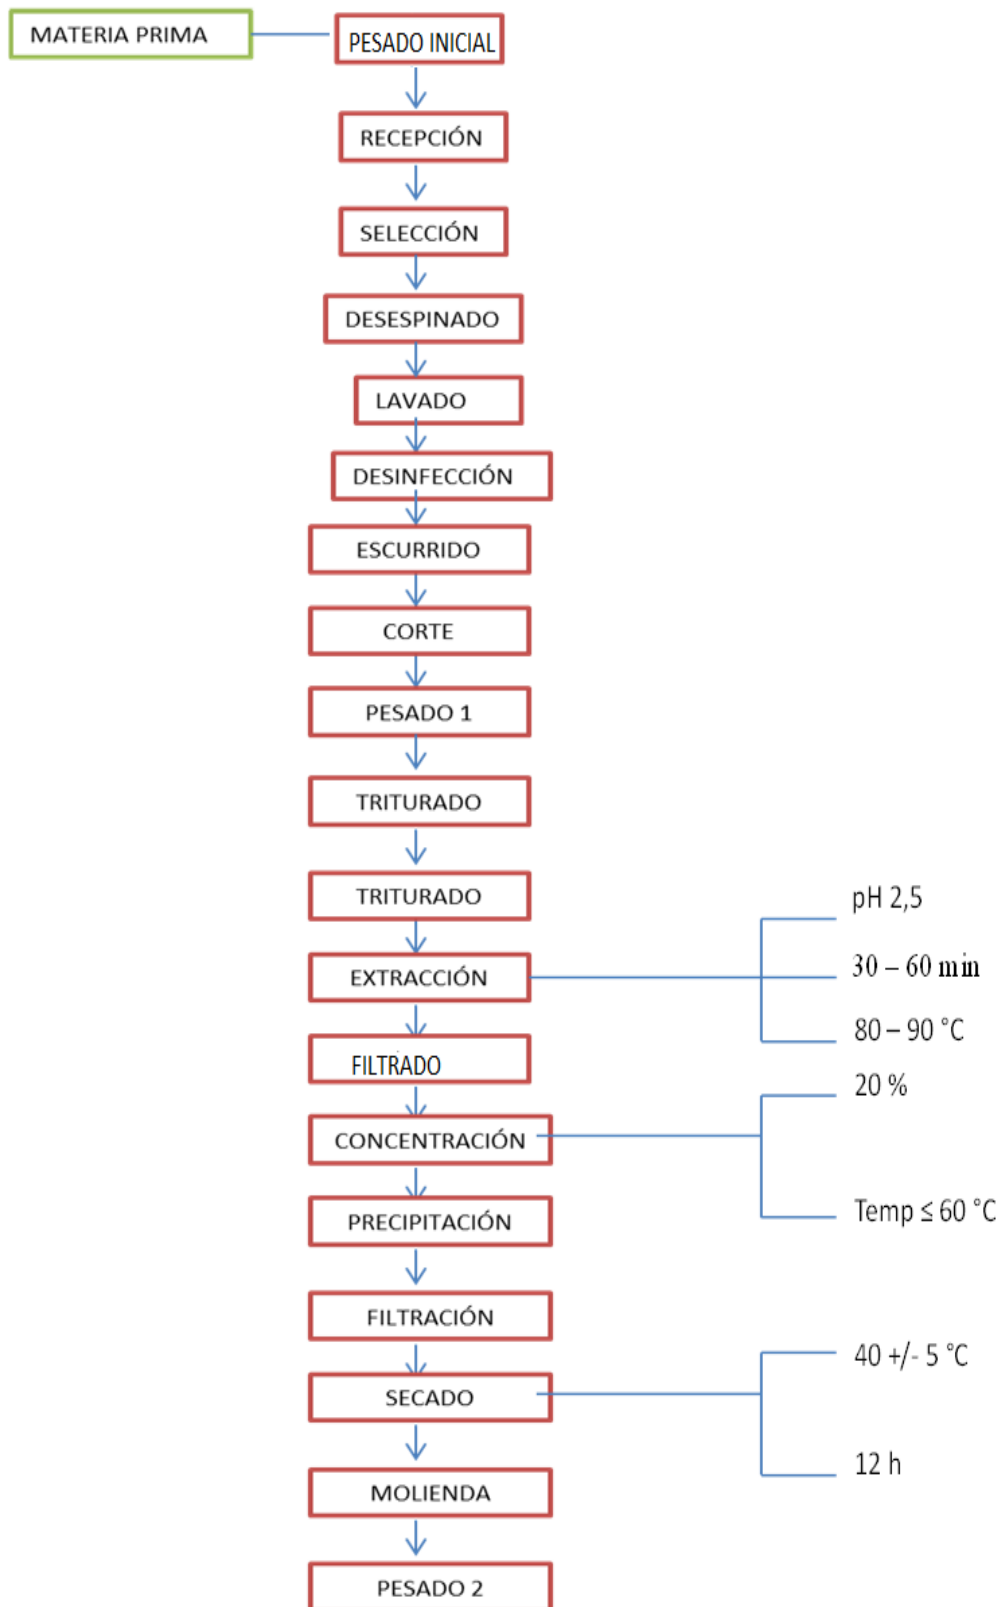 MATERIA PRIMA
PESADO INICIAL
RECEPCIÓN
SELECCIÓN
DESESPINADO
LAVADO
DESINFECCIÓN
ESCURRIDO
CORTE
PESADO 1
TRITURADO
TRITURADO
EXTRACCIÓN
pH 2,5
30 – 60 min
80 – 90 °C
FILTRADO
CONCENTRACIÓN
20 %
Temp ≤ 60 °C
PRECIPITACIÓN
FILTRACIÓN
SECADO
40 +/- 5 °C
12 h
MOLIENDA
PESADO 2